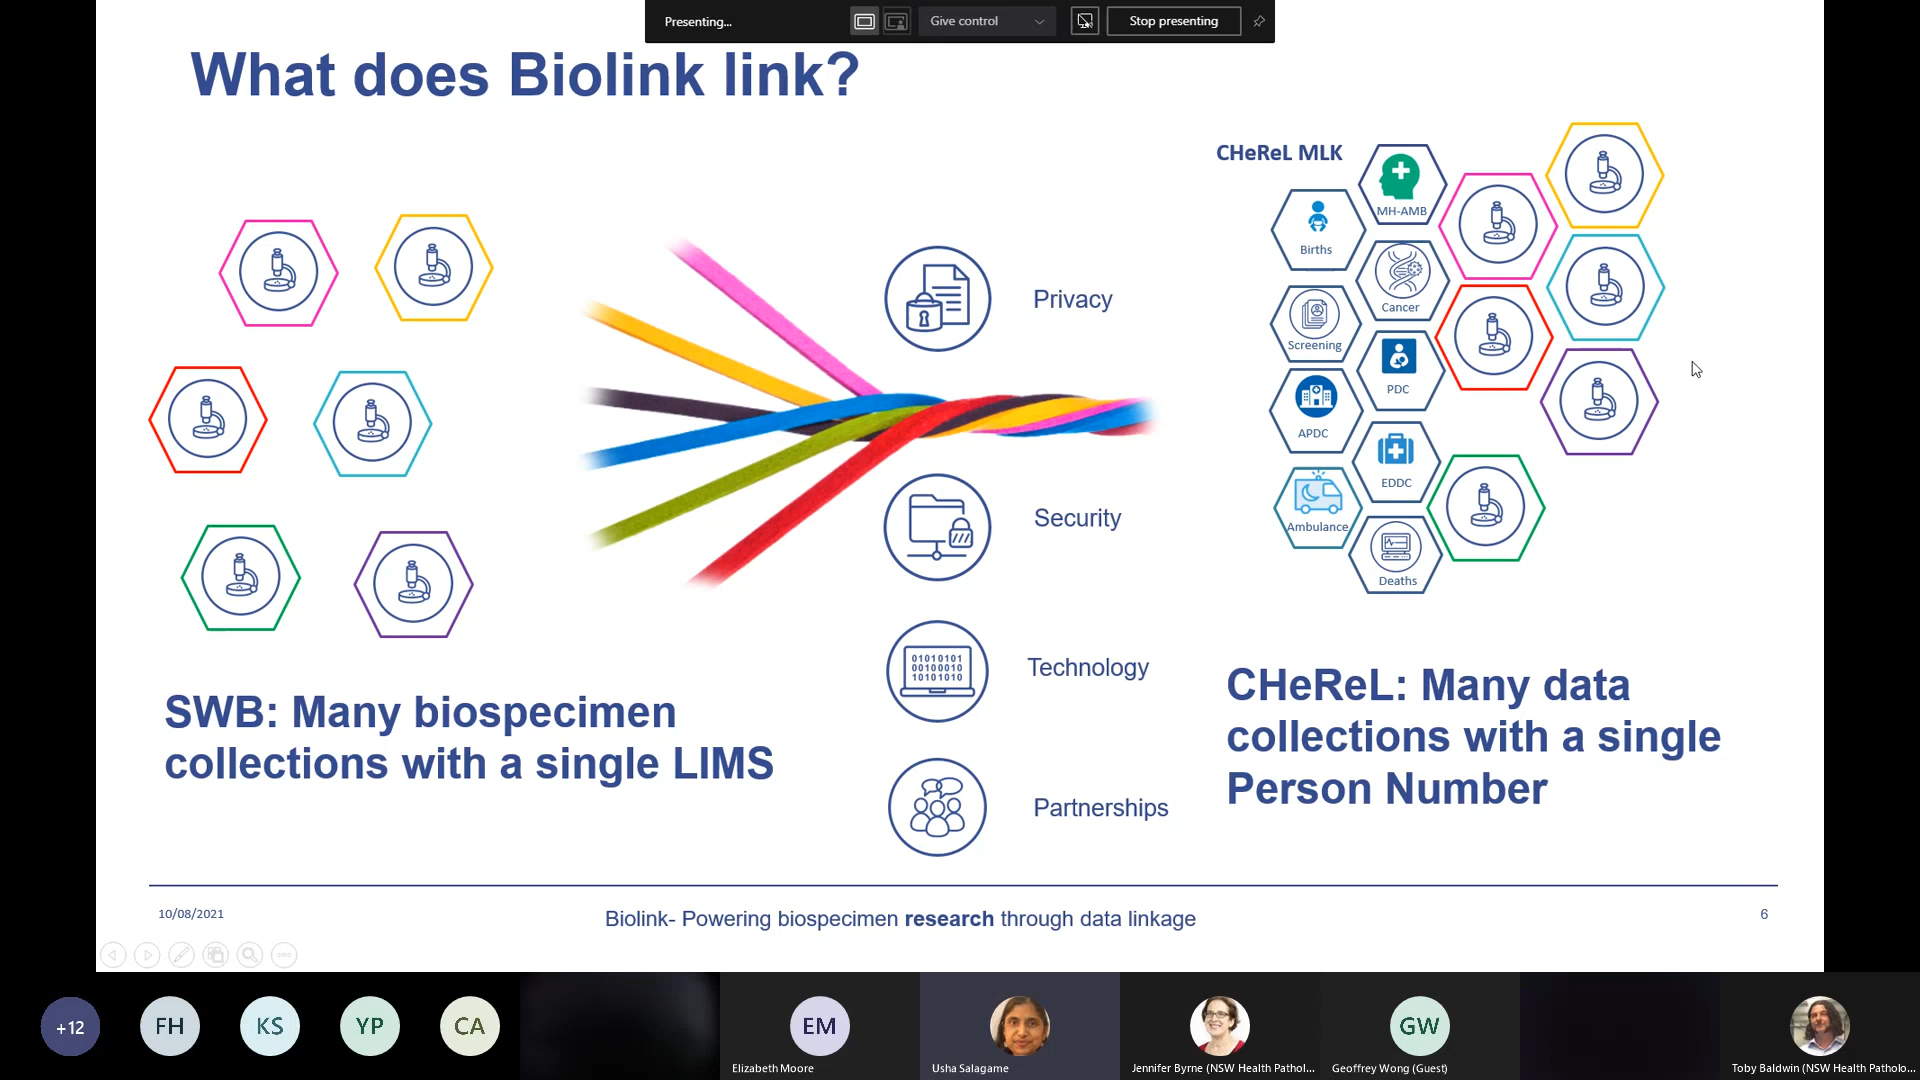 Presenting...
Give control
Stop presenting
What does Biolink link?
CHeReL MLK
MH-AMB
Births
Cancer
Screening
PDC
APDC
EDDC
Ambulance
Deaths
Privacy
Security
01010101
00100010
10101010
Technology
Partnerships
SWB: Many biospecimen
collections with a single LIMS
CHeReL: Many data
collections with a single
Person Number
10/08/2021
Biolink- Powering biospecimen research through data linkage
6
+12
FH
KS
YP
CA
EM
Elizabeth Moore
Usha Salagame
Jennifer Byrne (NSW Health Pathol...
GW
Geoffrey Wong (Guest)
Toby Baldwin (NSW Health Patholo...